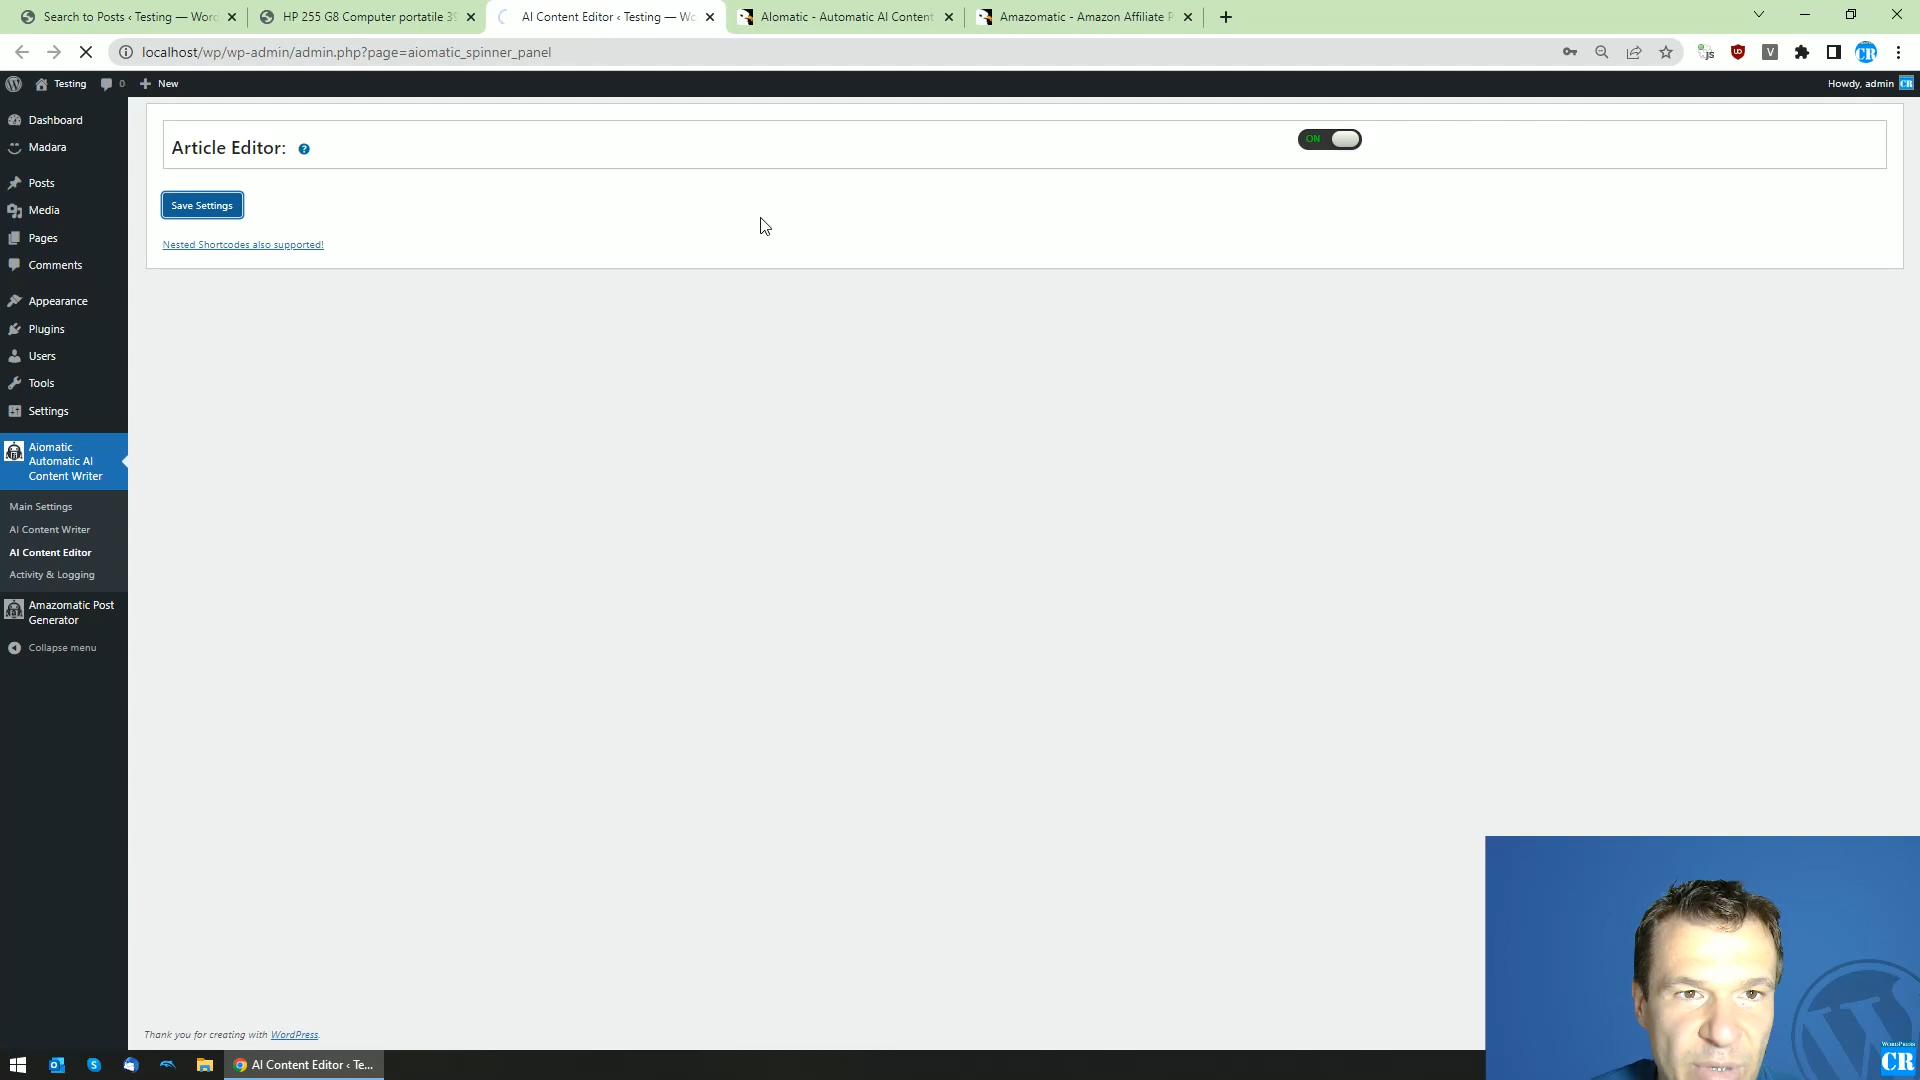 Search to Posts ‹ Testing — Wor
HP 255 G8 Computer portatile 39
AI Content Editor ‹ Testing — Wo
AIomatic - Automatic AI Content
Amazomatic - Amazon Affiliate P
localhost/wp/wp-admin/admin.php?page=aiomatic_spinner_panel
Testing
0
New
Howdy, admin
Dashboard
Madara
Posts
Media
Pages
Comments
Appearance
Plugins
Users
Tools
Settings
Aiomatic
Automatic AI
Content Writer
Main Settings
AI Content Writer
AI Content Editor
Activity & Logging
Amazomatic Post
Generator
Collapse menu
Article Editor:
ON
Save Settings
Nested Shortcodes also supported!
Thank you for creating with WordPress.
AI Content Editor ‹ Te...
WORDPRESS
CR